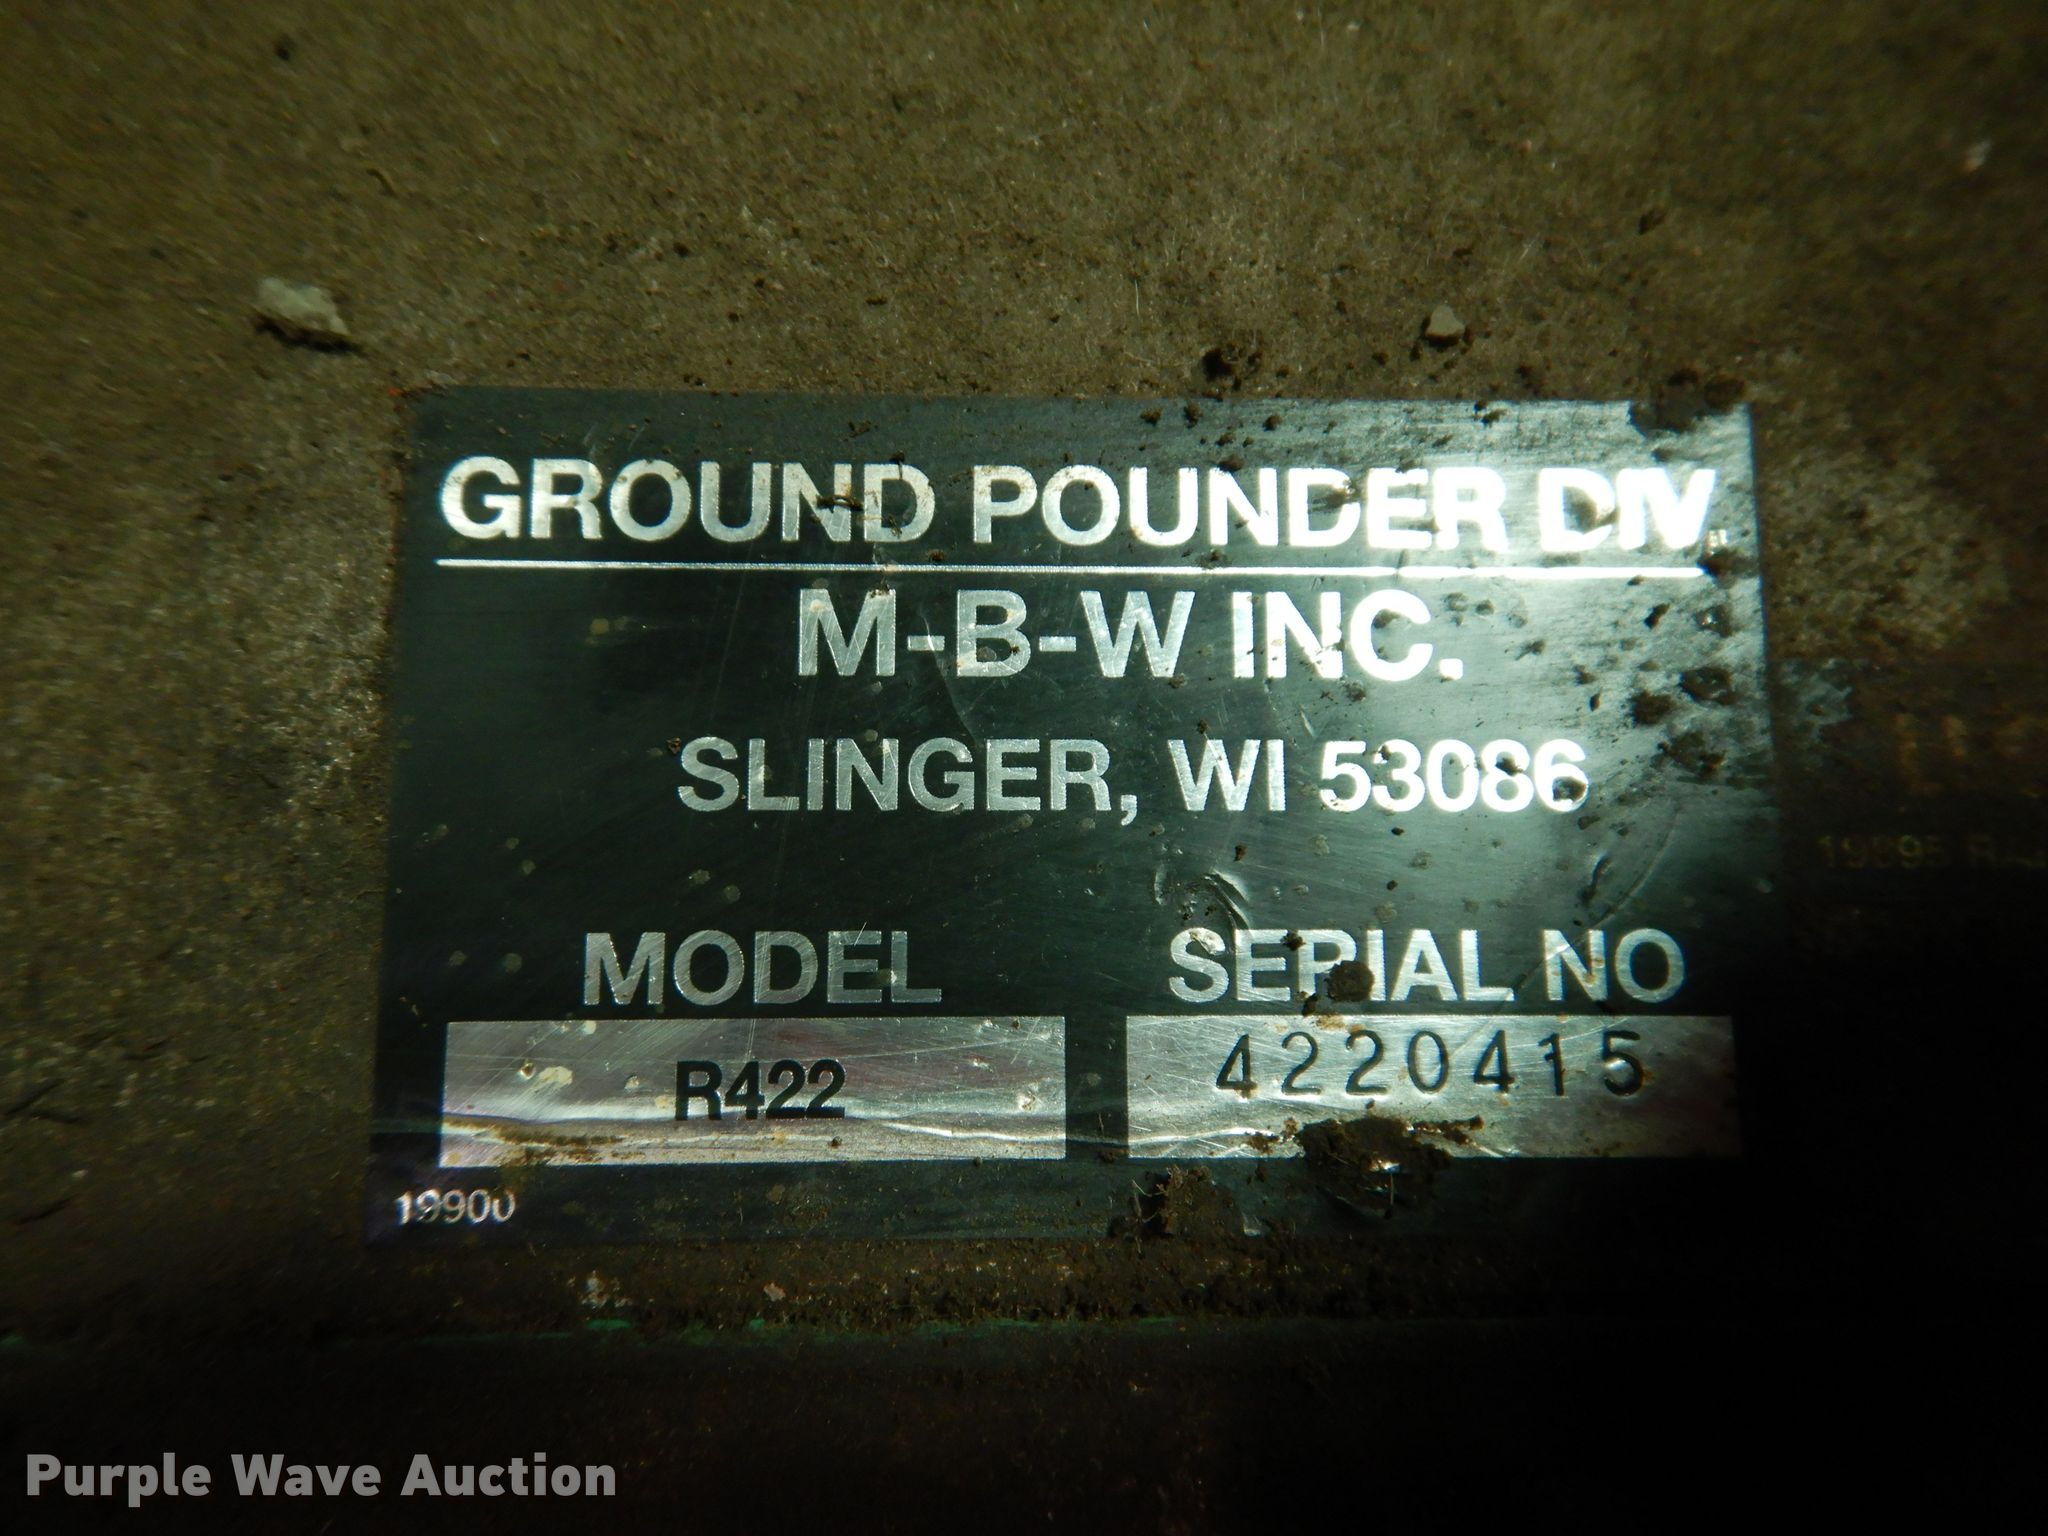 GROUND POUNDER DIV.
M-B-W INC.
SLINGER, WI 53086
MODEL SERIAL NO
R422 4220415
19900
Purple Wave Auction